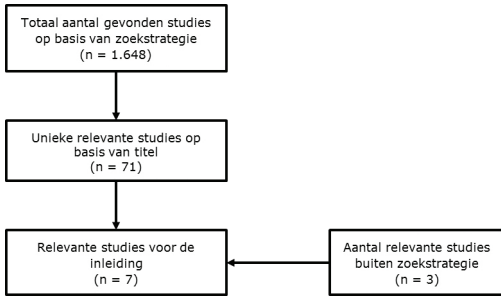 Totaal aantal gevonden studies
op basis van zoekstrategie
(n = 1.648)
Unieke relevante studies op
basis van titel
(n = 71)
Relevante studies voor de
inleiding
(n = 7)
Aantal relevante studies
buiten zoekstrategie
(n = 3)